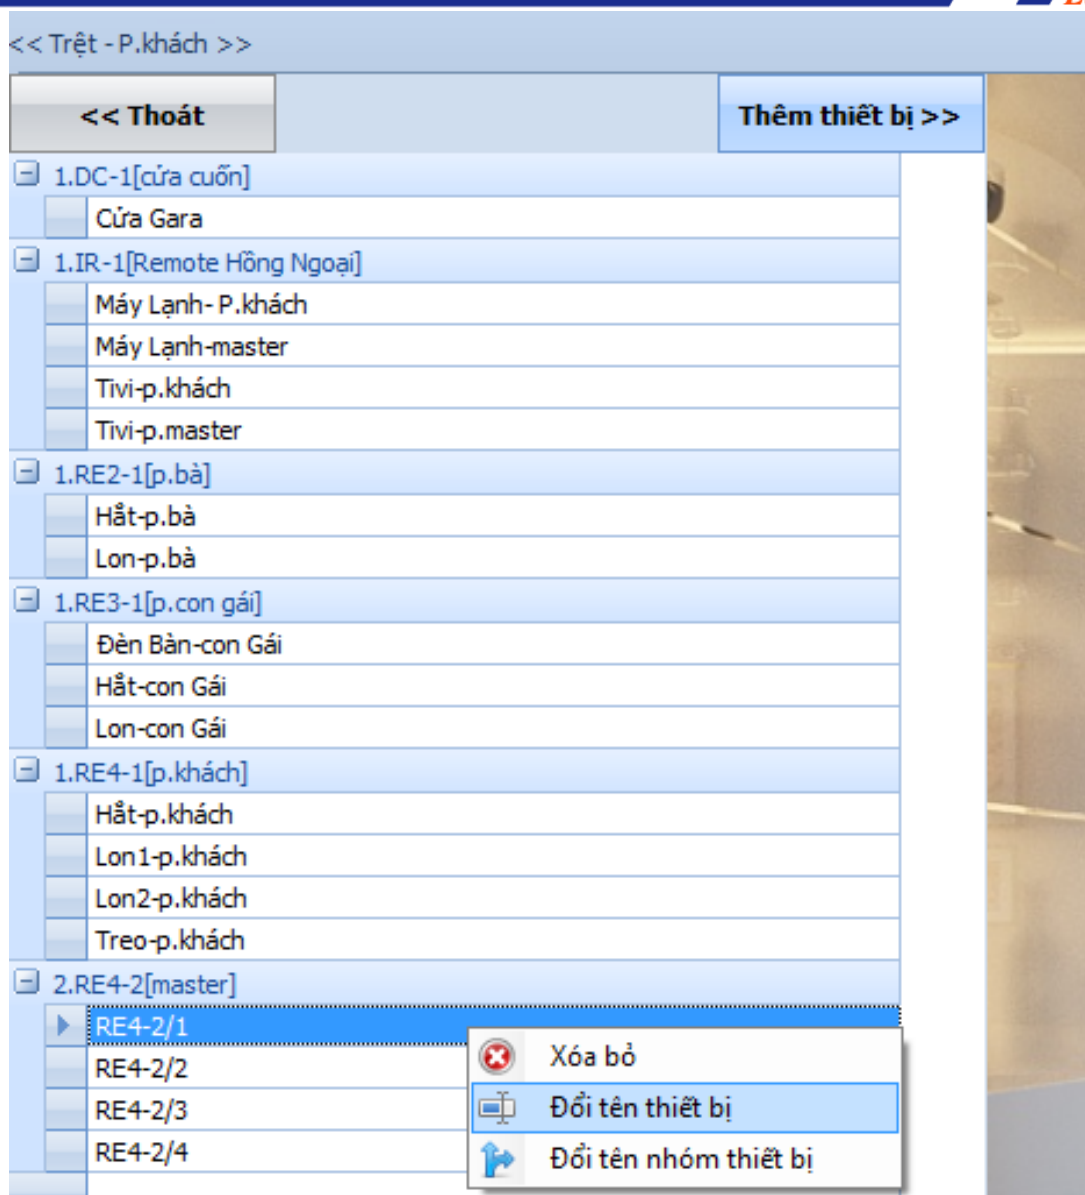 << Trệt - P.khách >>
<< Thoát
Thêm thiết bị >>
1.DC-1[cửa cuốn]
Cửa Gara
1.IR-1[Remote Hồng Ngoại]
Máy Lạnh- P.khách
Máy Lạnh-master
Tivi-p.khách
Tivi-p.master
1.RE2-1[p.bà]
Hắt-p.bà
Lon-p.bà
1.RE3-1[p.con gái]
Đèn Bàn-con Gái
Hắt-con Gái
Lon-con Gái
1.RE4-1[p.khách]
Hắt-p.khách
Lon1-p.khách
Lon2-p.khách
Treo-p.khách
2.RE4-2[master]
RE4-2/1
RE4-2/2
RE4-2/3
RE4-2/4
Xóa bỏ
Đổi tên thiết bị
Đổi tên nhóm thiết bị